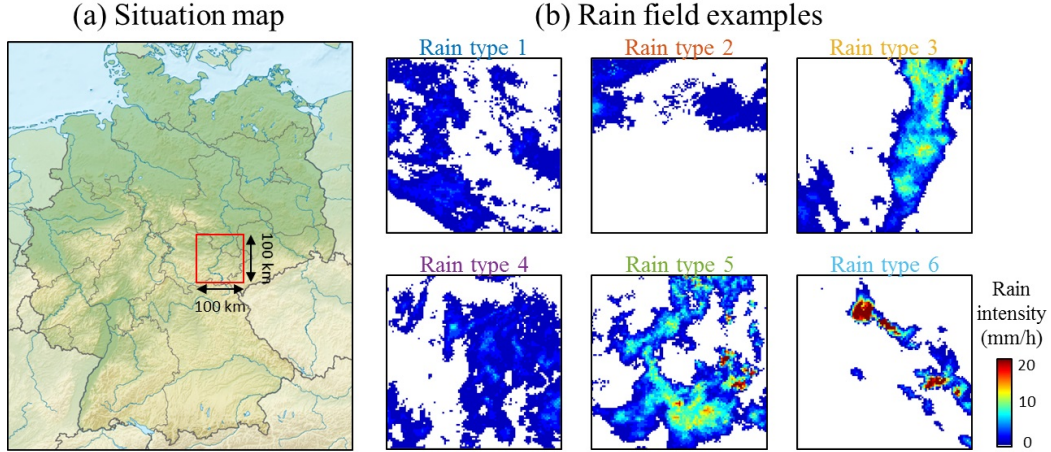 (a) Situation map
(b) Rain field examples
Rain type 1
Rain type 2
Rain type 3
100 km
100 km
Rain type 4
Rain type 5
Rain type 6
Rain
intensity
(mm/h)
20
10
0